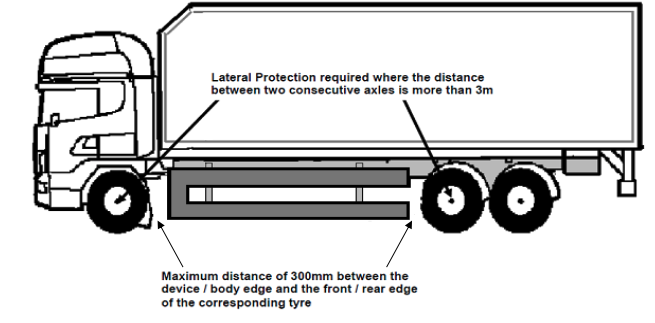 Lateral Protection required where the distance
between two consecutive axles is more than 3m
Maximum distance of 300mm between the
device / body edge and the front / rear edge
of the corresponding tyre